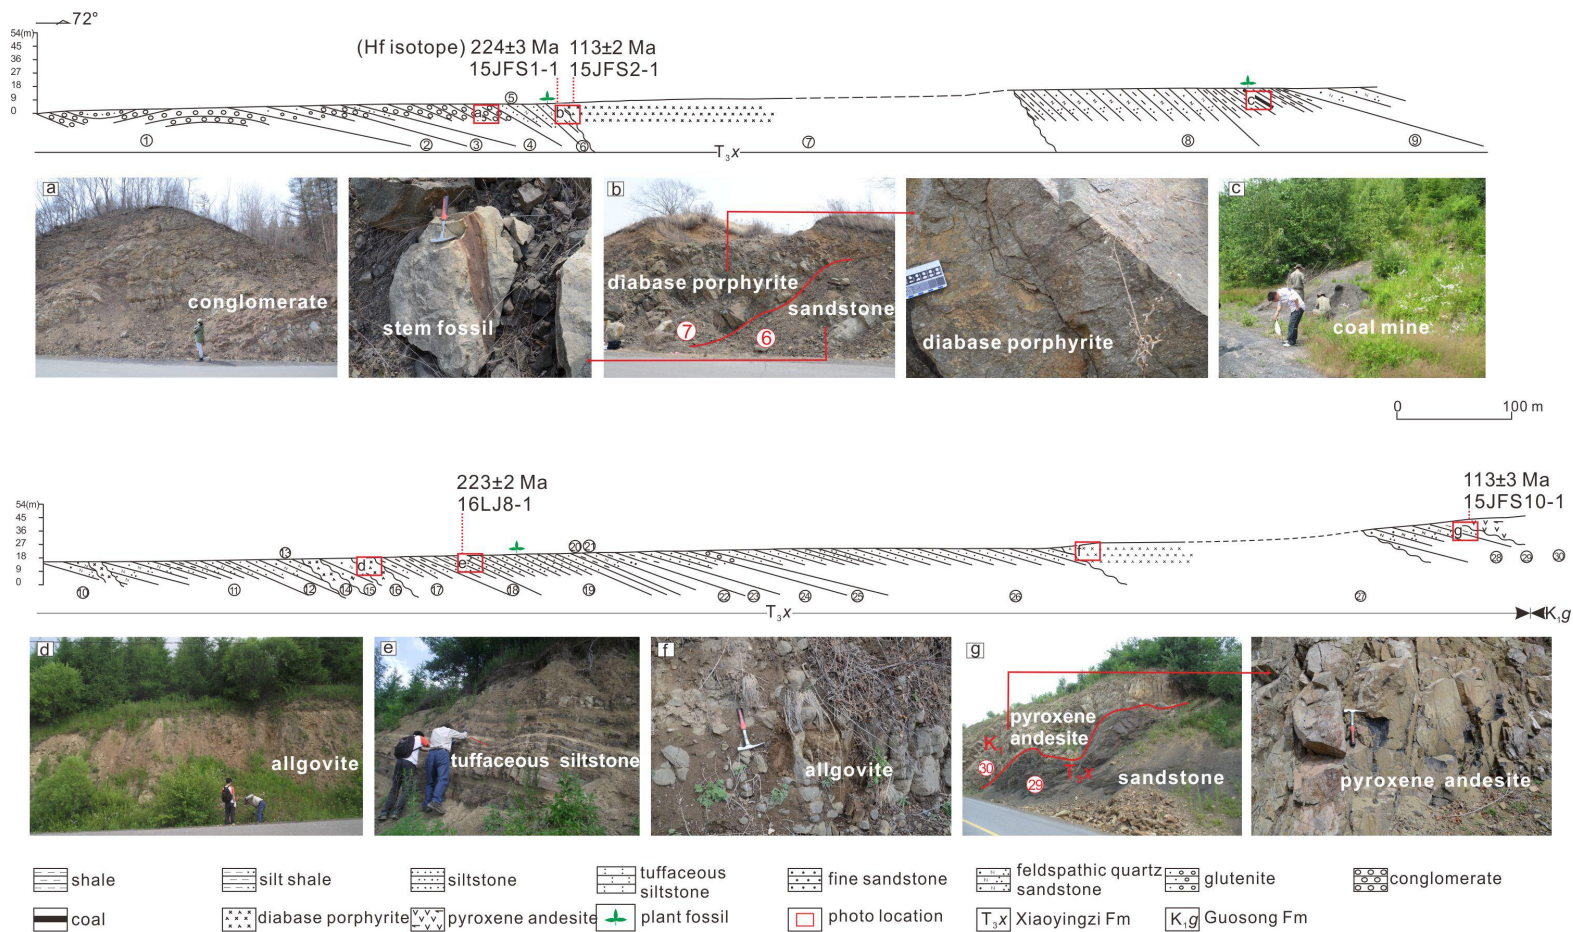 72°
54(m)
45
36
27
18
9
0
(Hf isotope) 224±3 Ma
15JFS1-1
113±2 Ma
15JFS2-1
⑤
a
b
c
①
②
③
④
⑥
⑦
⑧
⑨
T₃x
a
conglomerate
stem fossil
b
diabase porphyrite
sandstone
7
6
diabase porphyrite
c
coal mine
0 100 m
54(m)
45
36
27
18
9
0
223±2 Ma
16LJ8-1
113±3 Ma
15JFS10-1
⑬
⑳ ㉑
d
e
f
g
⑩
⑪
⑫
⑭
⑮
⑯
⑰
⑱
⑲
㉒
㉓
㉔
㉕
㉖
㉗
㉘
㉙
㉚
T₃x
K₁g
d
allgovite
e
tuffaceous siltstone
f
allgovite
g
pyroxene
andesite
K₁
30
29
T₃x
sandstone
pyroxene andesite
shale
silt shale
siltstone
tuffaceous
siltstone
fine sandstone
feldspathic quartz
sandstone
glutenite
conglomerate
coal
diabase porphyrite
pyroxene andesite
plant fossil
photo location
T₃x Xiaoyingzi Fm
K₁g Guosong Fm